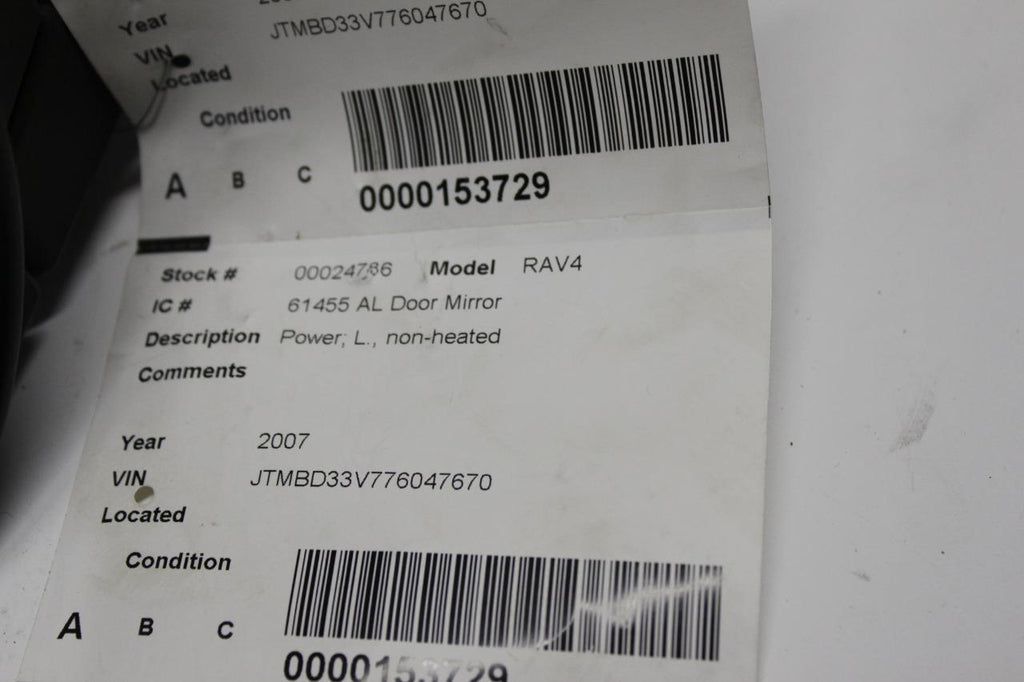 Year
VIN JTMBD33V776047670
Located
Condition
A B C
0000153729
Stock # 00024786 Model RAV4
IC # 61455 AL Door Mirror
Description Power; L., non-heated
Comments
Year 2007
VIN JTMBD33V776047670
Located
Condition
A B C
0000153729